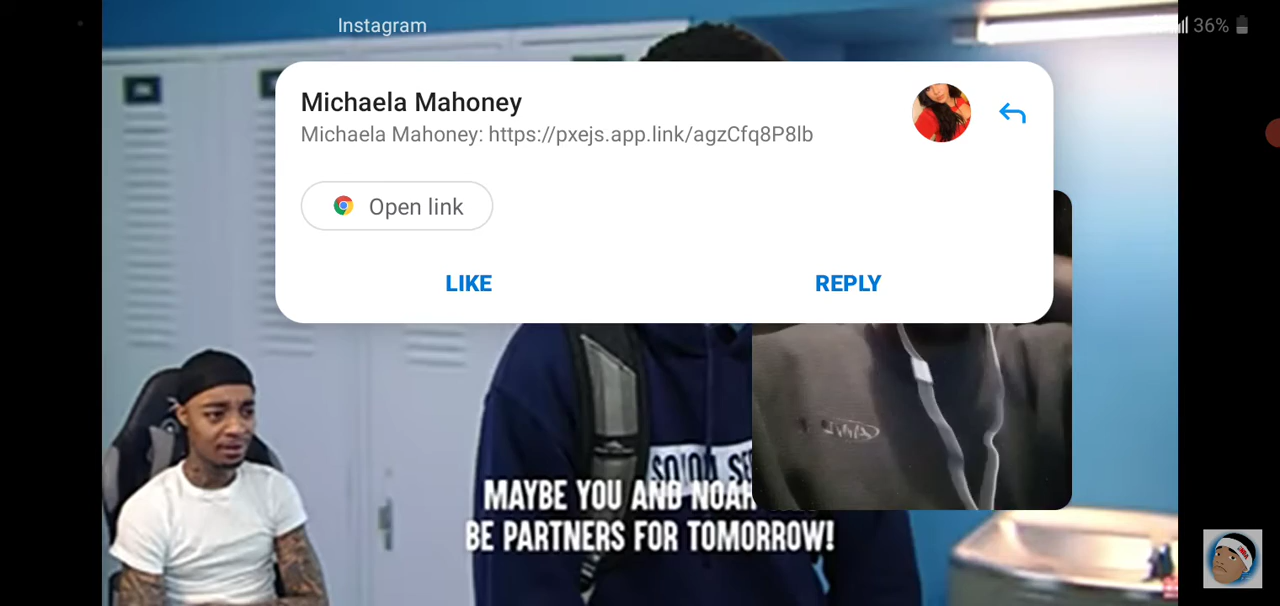 Instagram
36%
Michaela Mahoney
Michaela Mahoney: https://pxejs.app.link/agzCfq8P8lb
Open link
LIKE
REPLY
MAYBE YOU AND NOAH
BE PARTNERS FOR TOMORROW!